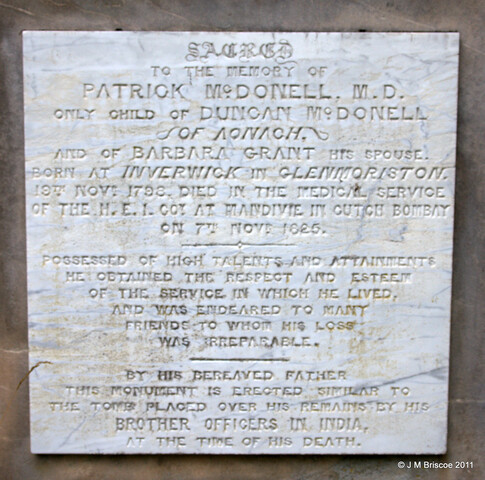 SACRED
TO THE MEMORY OF
PATRICK McDONELL. M.D.
ONLY CHILD OF DUNCAN McDONELL
OF AONACH,
AND OF BARBARA GRANT HIS SPOUSE.
BORN AT INVERWICK IN GLENMORISTON.
18TH NOVR 1798. DIED IN THE MEDICAL SERVICE
OF THE H.E.I. COY AT MANDIVIE IN CUTCH BOMBAY
ON 7TH NOVR 1825.
POSSESSED OF HIGH TALENTS AND ATTAINMENTS
HE OBTAINED THE RESPECT AND ESTEEM
OF THE SERVICE IN WHICH HE LIVED,
AND WAS ENDEARED TO MANY
FRIENDS TO WHOM HIS LOSS
WAS IRREPARABLE.
BY HIS BEREAVED FATHER
THIS MONUMENT IS ERECTED SIMILAR TO
THE TOMB PLACED OVER HIS REMAINS BY HIS
BROTHER OFFICERS IN INDIA,
AT THE TIME OF HIS DEATH.
© J M Briscoe 2011